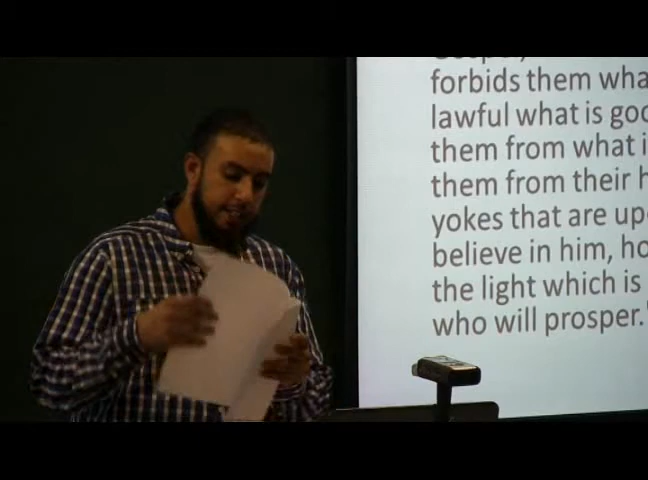 forbids them wha
lawful what is goo
them from what i
them from their h
yokes that are up
believe in him, ho
the light which is
who will prosper."